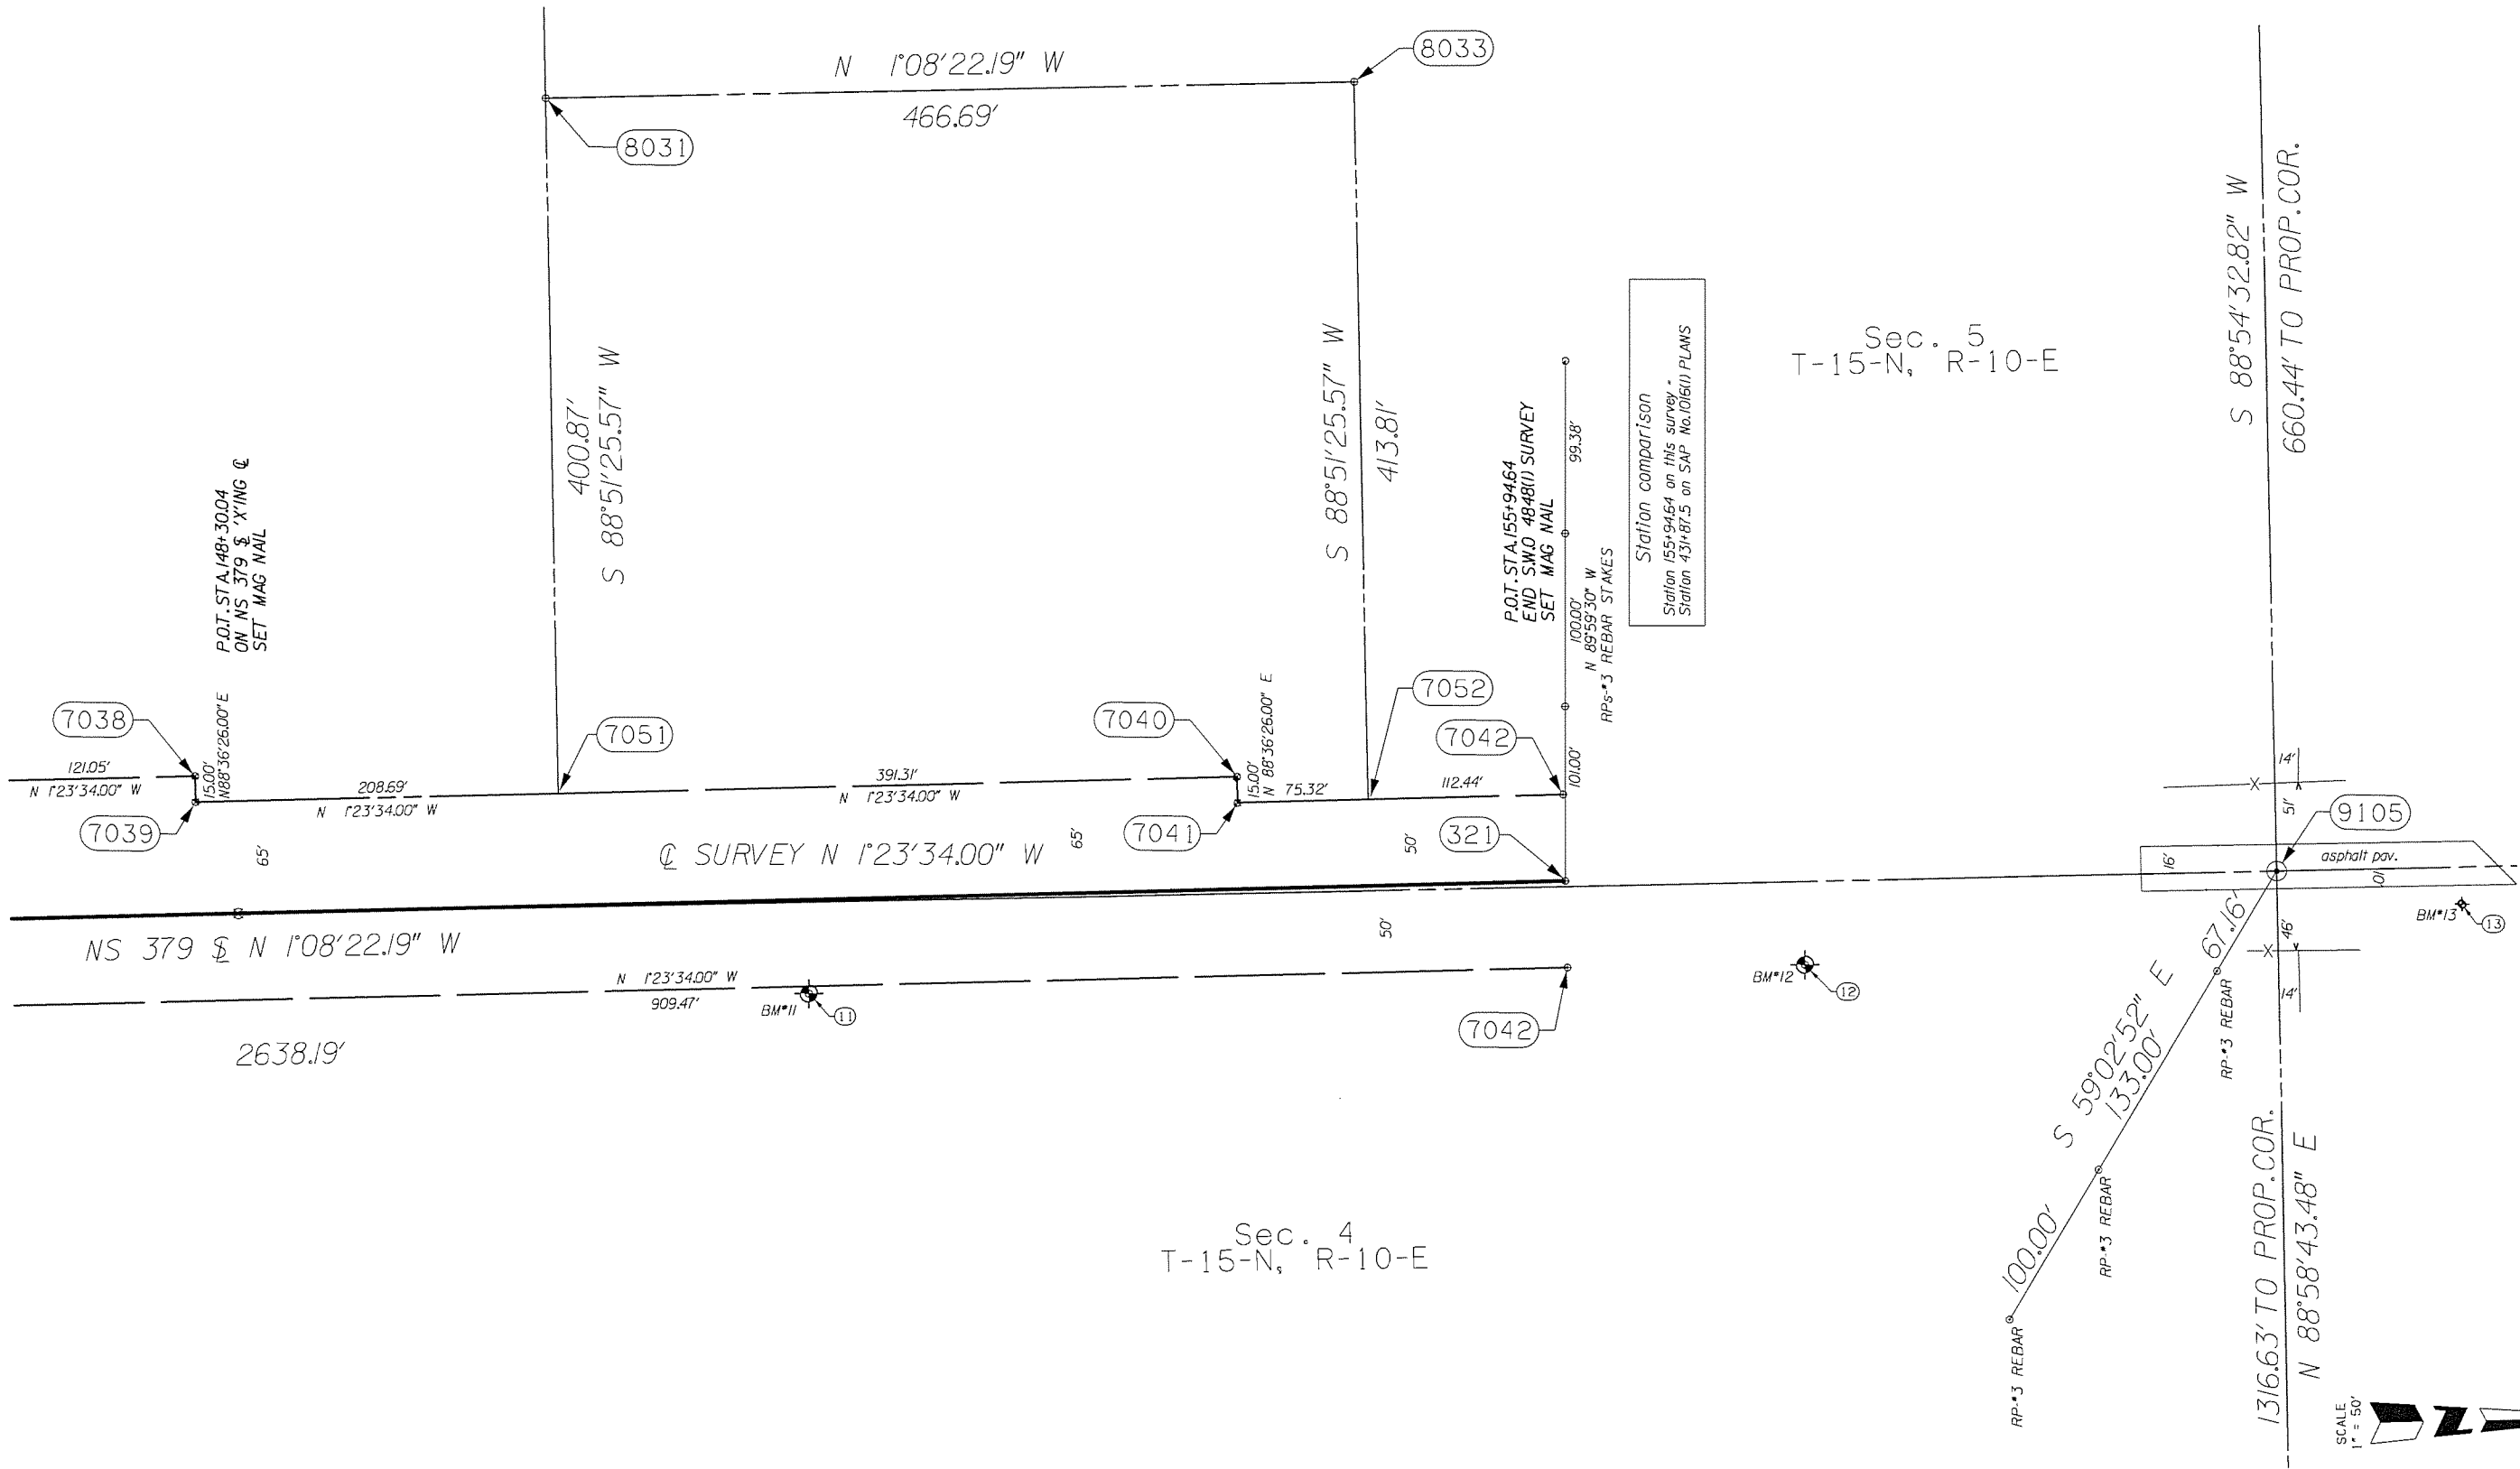 N 1°08'22.19" W
466.69'
8033
8031
400.87'
S 88°51'25.57" W
S 88°51'25.57" W
413.81'
P.O.T. STA.148+30.04
ON NS 379 ℄ 'X'ING ℄
SET MAG NAIL
P.O.T. STA.155+94.64
END S.W.O 4848(1) SURVEY
SET MAG NAIL
99.38'
100.00'
N 89°59'30" W
RPs-#3 REBAR STAKES
101.00'
Station comparison
Station 155+94.64 on this survey =
Station 431+87.5 on SAP No.1016(1) PLANS
Sec. 5
T-15-N, R-10-E
S 88°54'32.82" W
660.44' TO PROP.COR.
7038
121.05'
N 1°23'34.00" W
7039
15.00'
N88°36'26.00" E
208.69'
N 1°23'34.00" W
7051
391.31'
N 1°23'34.00" W
7040
7041
15.00'
N 88°36'26.00" E
75.32'
7052
112.44'
7042
321
65'
℄ SURVEY N 1°23'34.00" W
65'
50'
NS 379 N 1°08'22.19" W
50'
N 1°23'34.00" W
909.47'
BM#11
11
7042
2638.19'
BM#12
12
14'
X
51'
9105
16'
asphalt pav.
10'
BM#13
13
46'
X
14'
67.16'
RP-#3 REBAR
S 59°02'52" E
133.00'
RP-#3 REBAR
100.00'
RP-#3 REBAR
Sec. 4
T-15-N, R-10-E
1316.63' TO PROP.COR.
N 88°58'43.48" E
SCALE
1" = 50'
N